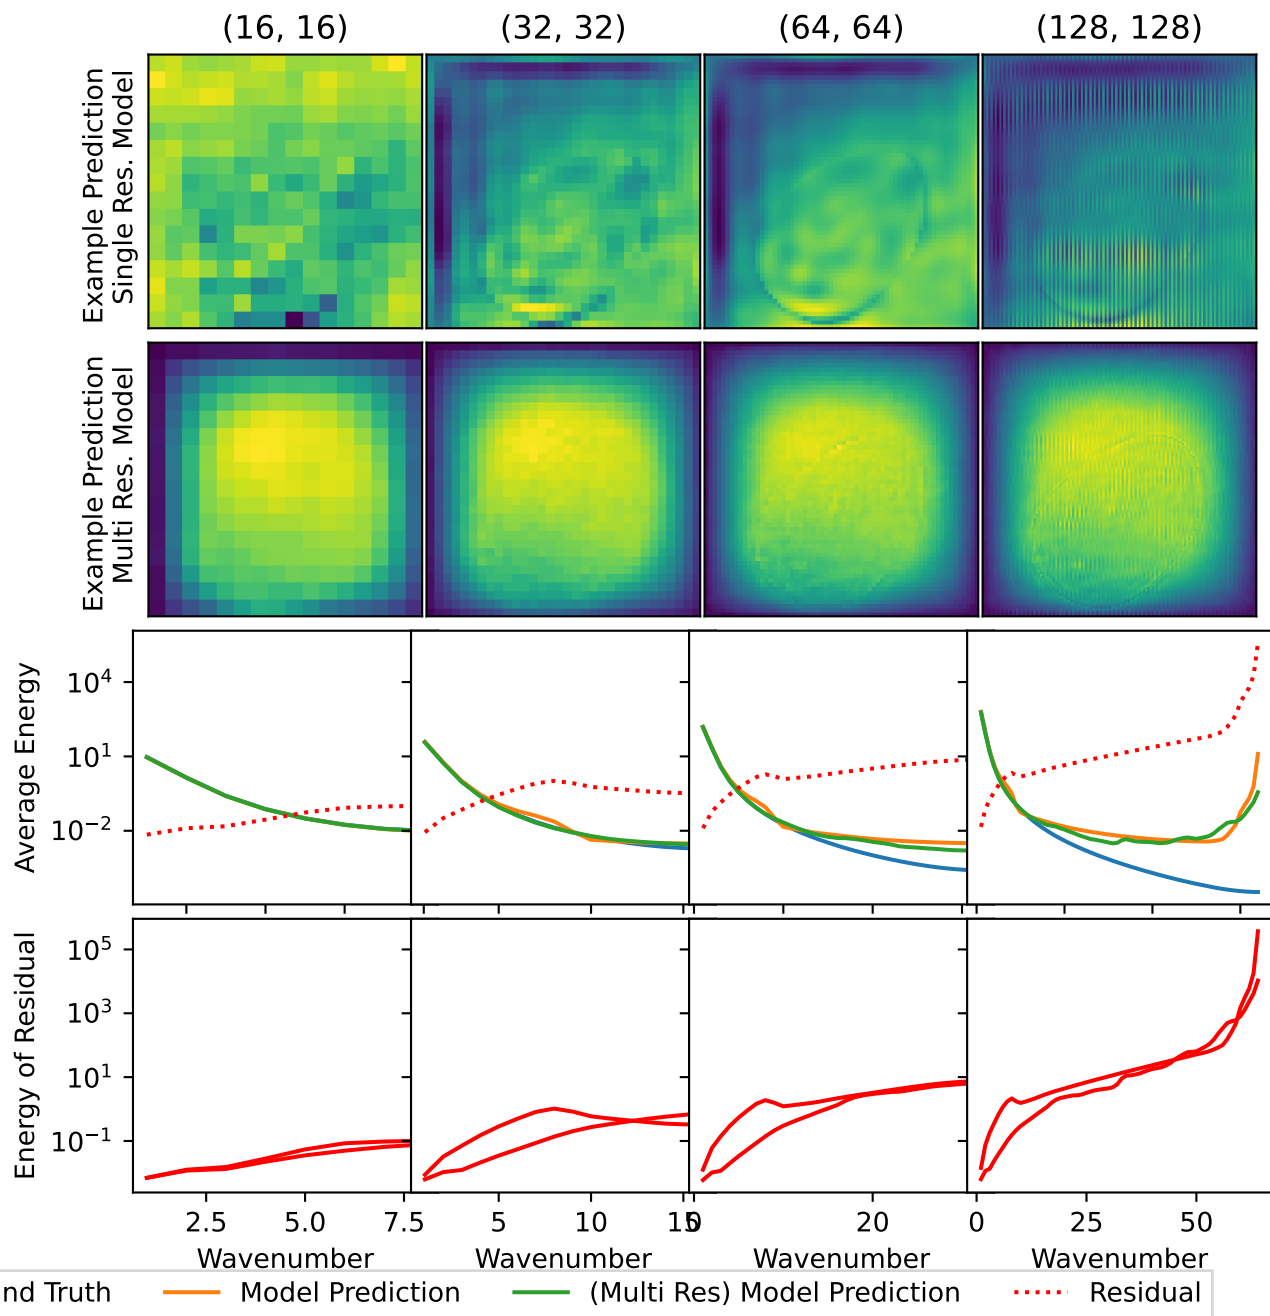 (16, 16) (32, 32) (64, 64) (128, 128)
Example Prediction
Single Res. Model
Example Prediction
Multi Res. Model
Average Energy
10^4
10^1
10^−2
Energy of Residual
10^5
10^3
10^1
10^−1
2.5 5.0 7.5 5 10 15 0 20 0 25 50
Wavenumber Wavenumber Wavenumber Wavenumber
nd Truth Model Prediction (Multi Res) Model Prediction Residual